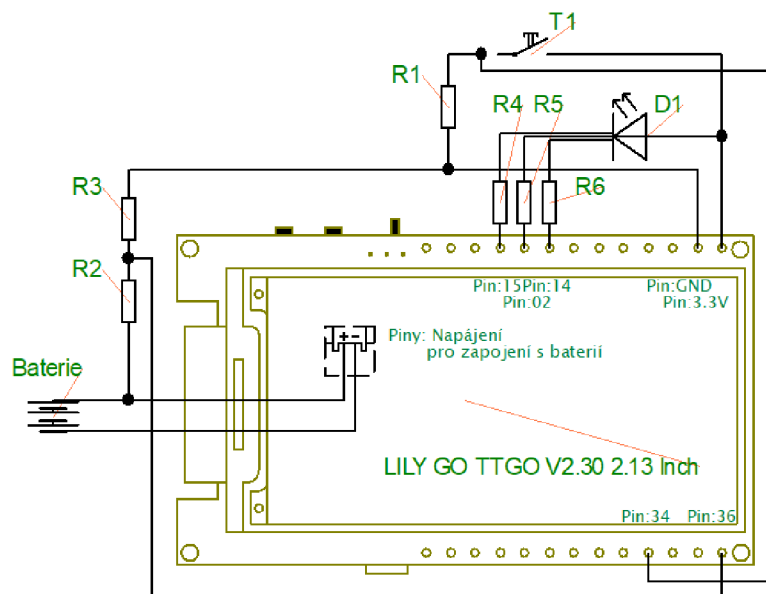 T1
R1
R4 R5
D1
R3
R6
R2
Pin:15Pin:14
Pin:GND
Pin:02
Pin:3.3V
+ -
Piny: Napájení
pro zapojení s baterií
Baterie
LILY GO TTGO V2.30 2.13 Inch
Pin:34 Pin:36